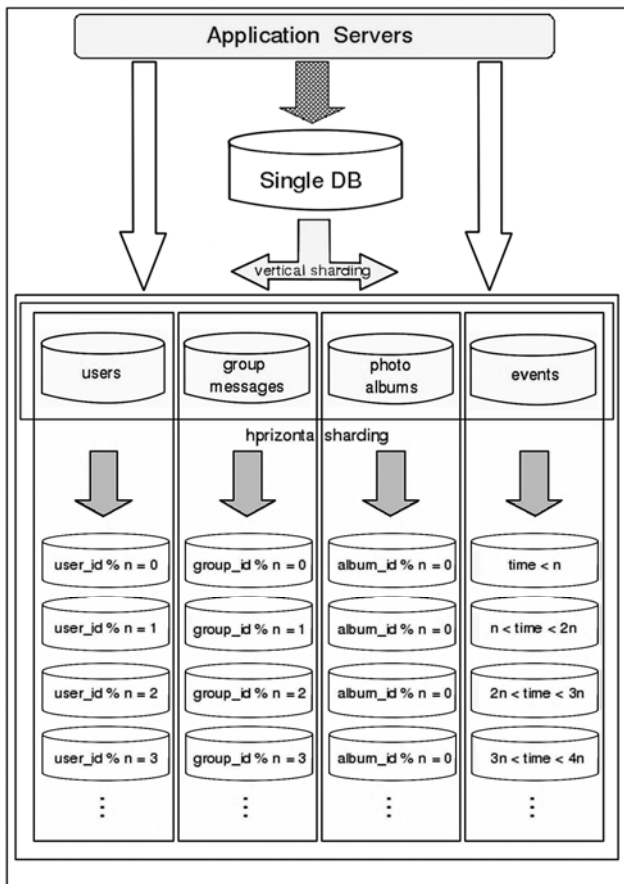 Application Servers
Single DB
vertical sharding
users
group
messages
photo
albums
events
hprizontal sharding
user_id % n = 0
group_id % n = 0
album_id % n = 0
time < n
user_id % n = 1
group_id % n = 1
album_id % n = 0
n < time < 2n
user_id % n = 2
group_id % n = 2
album_id % n = 0
2n < time < 3n
user_id % n = 3
group_id % n = 3
album_id % n = 0
3n < time < 4n